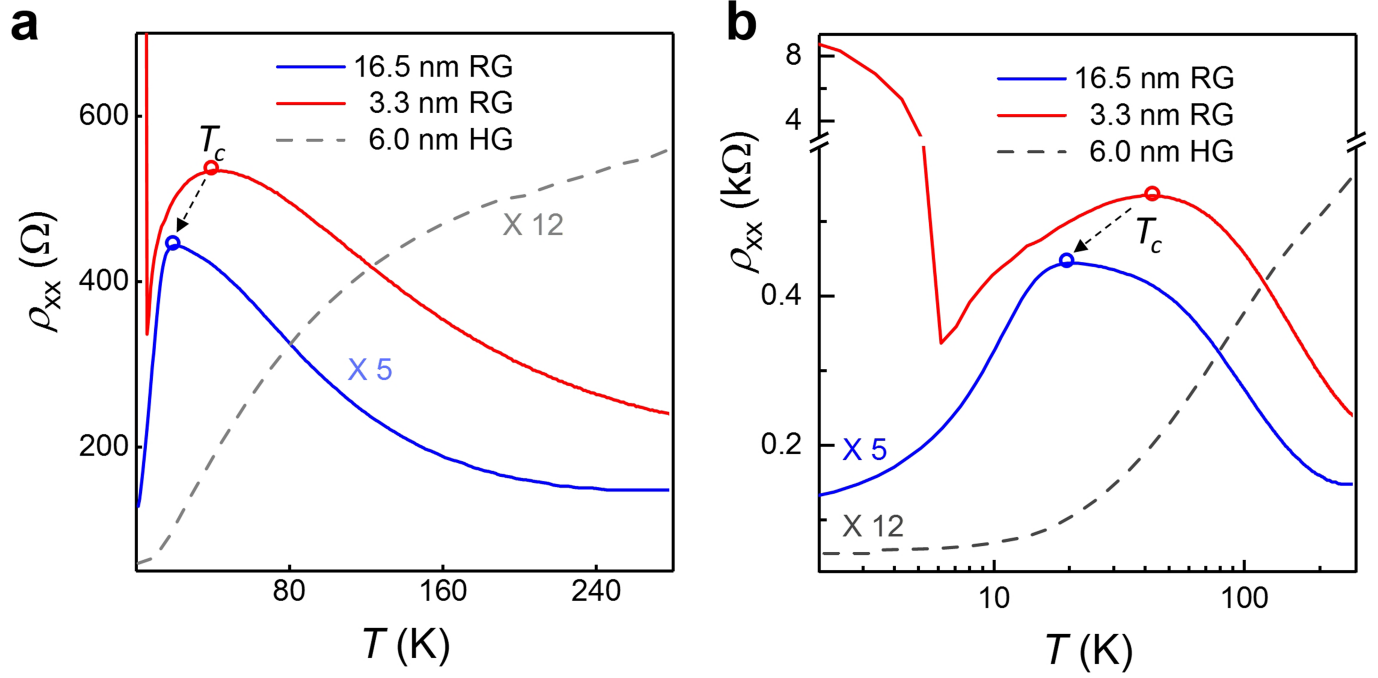 a
ρxx (Ω)
600
400
200
16.5 nm RG
3.3 nm RG
6.0 nm HG
Tc
X 12
X 5
80 160 240
T (K)
b
ρxx (kΩ)
8
4
0.4
0.2
16.5 nm RG
3.3 nm RG
6.0 nm HG
Tc
X 5
X 12
10 100
T (K)